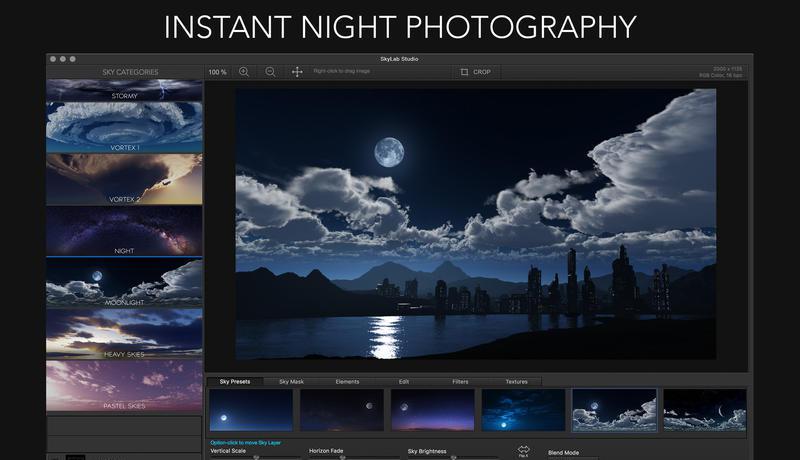 INSTANT NIGHT PHOTOGRAPHY
SkyLab Studio
SKY CATEGORIES
100 %
Right-click to drag image
CROP
2000 x 1125
RGB Color, 16 bpc
STORMY
VORTEX 1
VORTEX 2
NIGHT
MOONLIGHT
HEAVY SKIES
PASTEL SKIES
Sky Presets
Sky Mask
Elements
Edit
Filters
Textures
Option-click to move Sky Layer
Vertical Scale
Horizon Fade
Sky Brightness
Flip X
Blend Mode